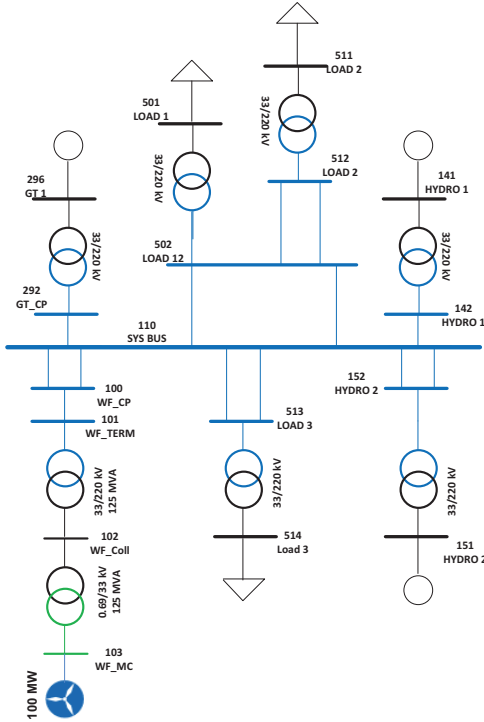 511
LOAD 2
501
LOAD 1
33/220 kV
33/220 kV
512
LOAD 2
296
GT 1
141
HYDRO 1
33/220 kV
502
LOAD 12
33/220 kV
292
GT_CP
142
HYDRO 1
110
SYS BUS
100
WF_CP
152
HYDRO 2
101
WF_TERM
513
LOAD 3
33/220 kV
125 MVA
33/220 kV
33/220 kV
102
WF_Coll
514
Load 3
151
HYDRO 2
0.69/33 kV
125 MVA
103
WF_MC
100 MW